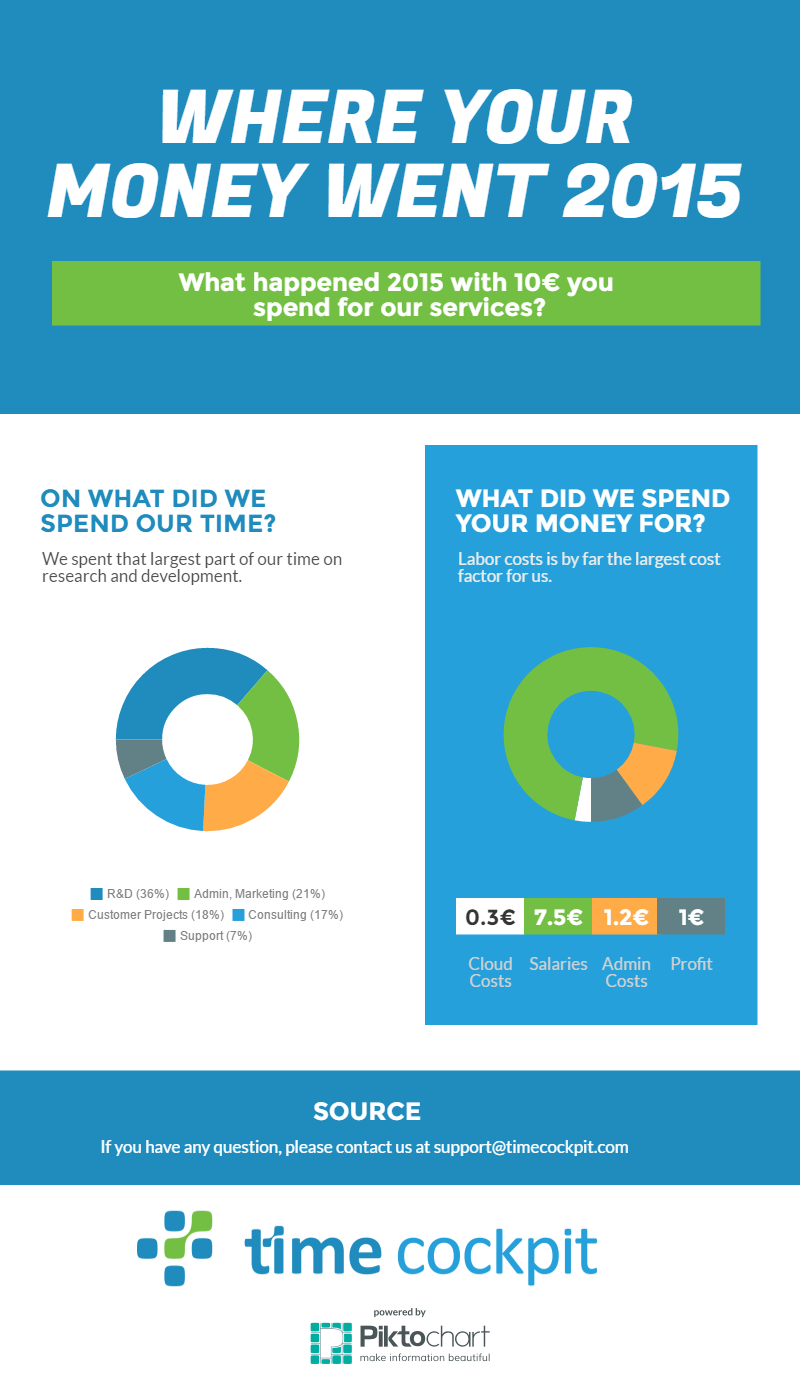 WHERE YOUR
MONEY WENT 2015
What happened 2015 with 10€ you
spend for our services?
ON WHAT DID WE
SPEND OUR TIME?
We spent that largest part of our time on
research and development.
R&D (36%) Admin, Marketing (21%)
Customer Projects (18%) Consulting (17%)
Support (7%)
WHAT DID WE SPEND
YOUR MONEY FOR?
Labor costs is by far the largest cost
factor for us.
0.3€ 7.5€ 1.2€ 1€
Cloud Salaries Admin Profit
Costs Costs
SOURCE
If you have any question, please contact us at support@timecockpit.com
time cockpit
powered by
Piktochart
make information beautiful